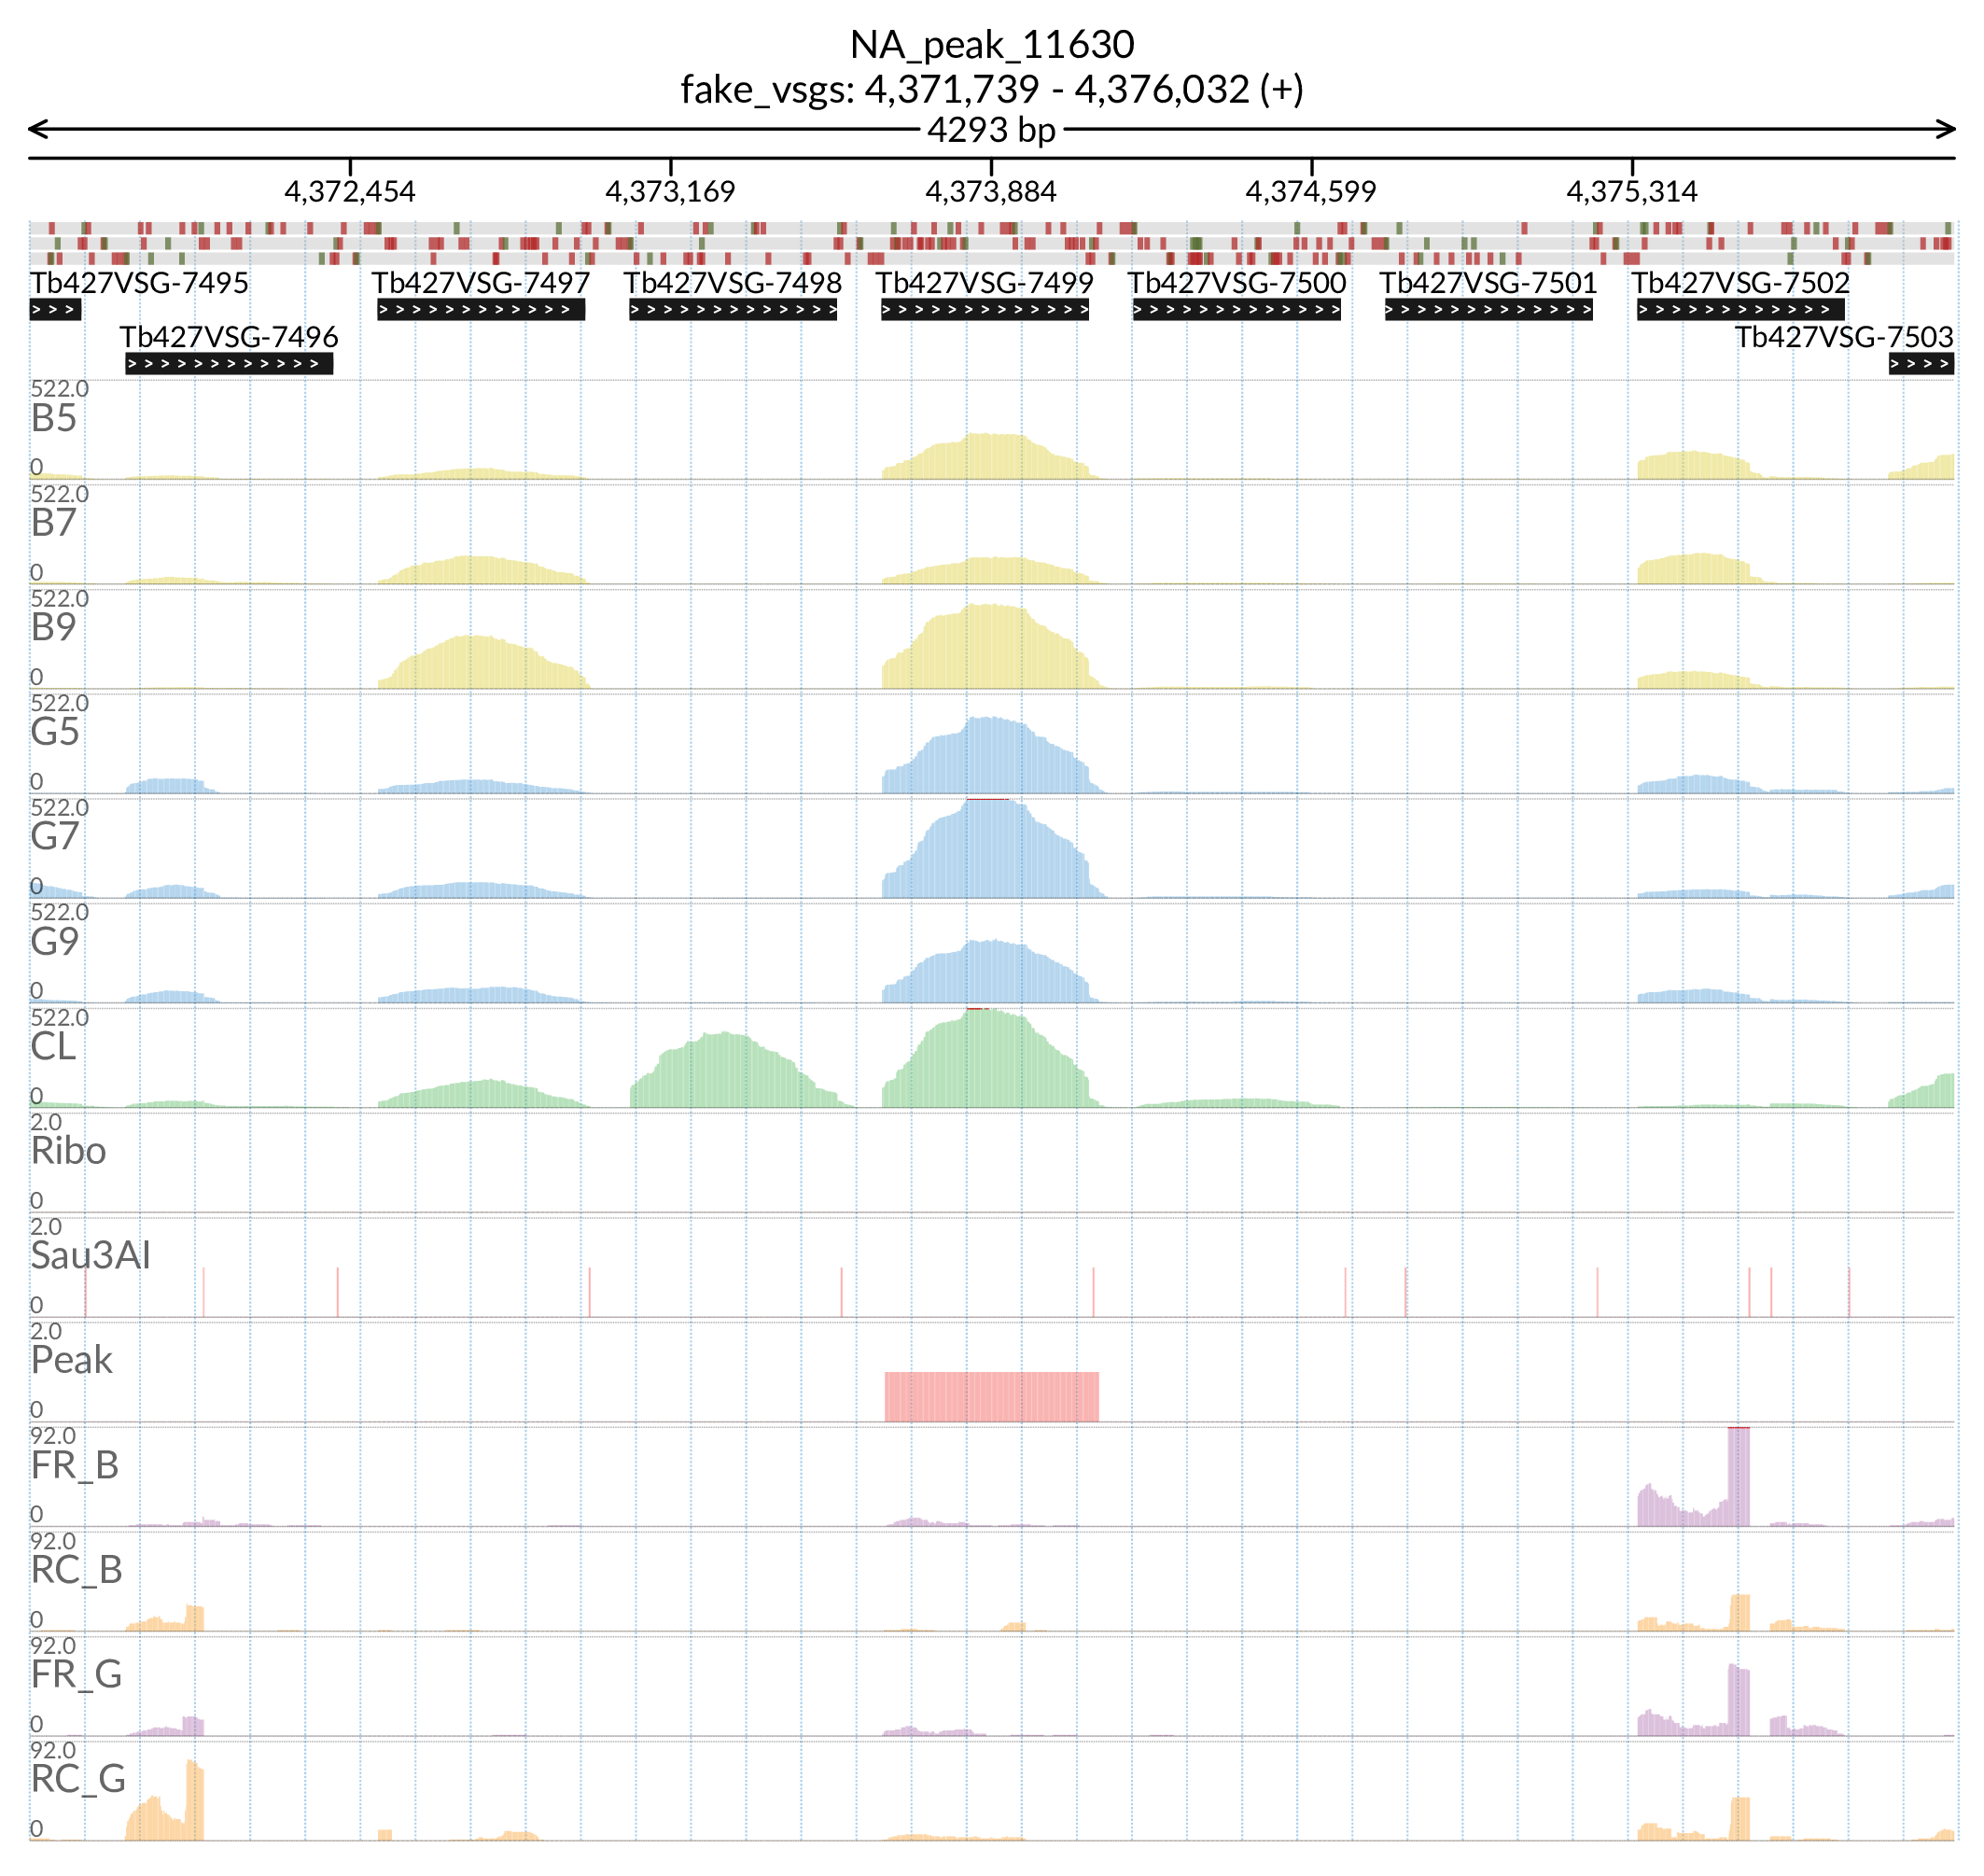 NA_peak_11630
fake_vsgs: 4,371,739 - 4,376,032 (+)
4293 bp
4,372,454 4,373,169 4,373,884 4,374,599 4,375,314
Tb427VSG-7495 Tb427VSG-7497 Tb427VSG-7498 Tb427VSG-7499 Tb427VSG-7500 Tb427VSG-7501 Tb427VSG-7502
Tb427VSG-7496 Tb427VSG-7503
522.0
B5
0
522.0
B7
0
522.0
B9
0
522.0
G5
0
522.0
G7
0
522.0
G9
0
522.0
CL
0
2.0
Ribo
0
2.0
Sau3AI
0
2.0
Peak
0
92.0
FR_B
0
92.0
RC_B
0
92.0
FR_G
0
92.0
RC_G
0